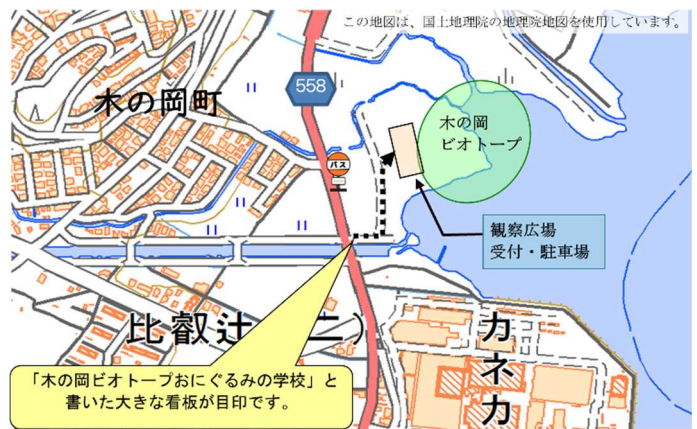 この地図は、国土地理院の地理院地図を使用しています。
558
木の岡町
木の岡
ビオトープ
バス
観察広場
受付・駐車場
比叡辻(二)
カネカ
「木の岡ビオトープおにぐるみの学校」と
書いた大きな看板が目印です。